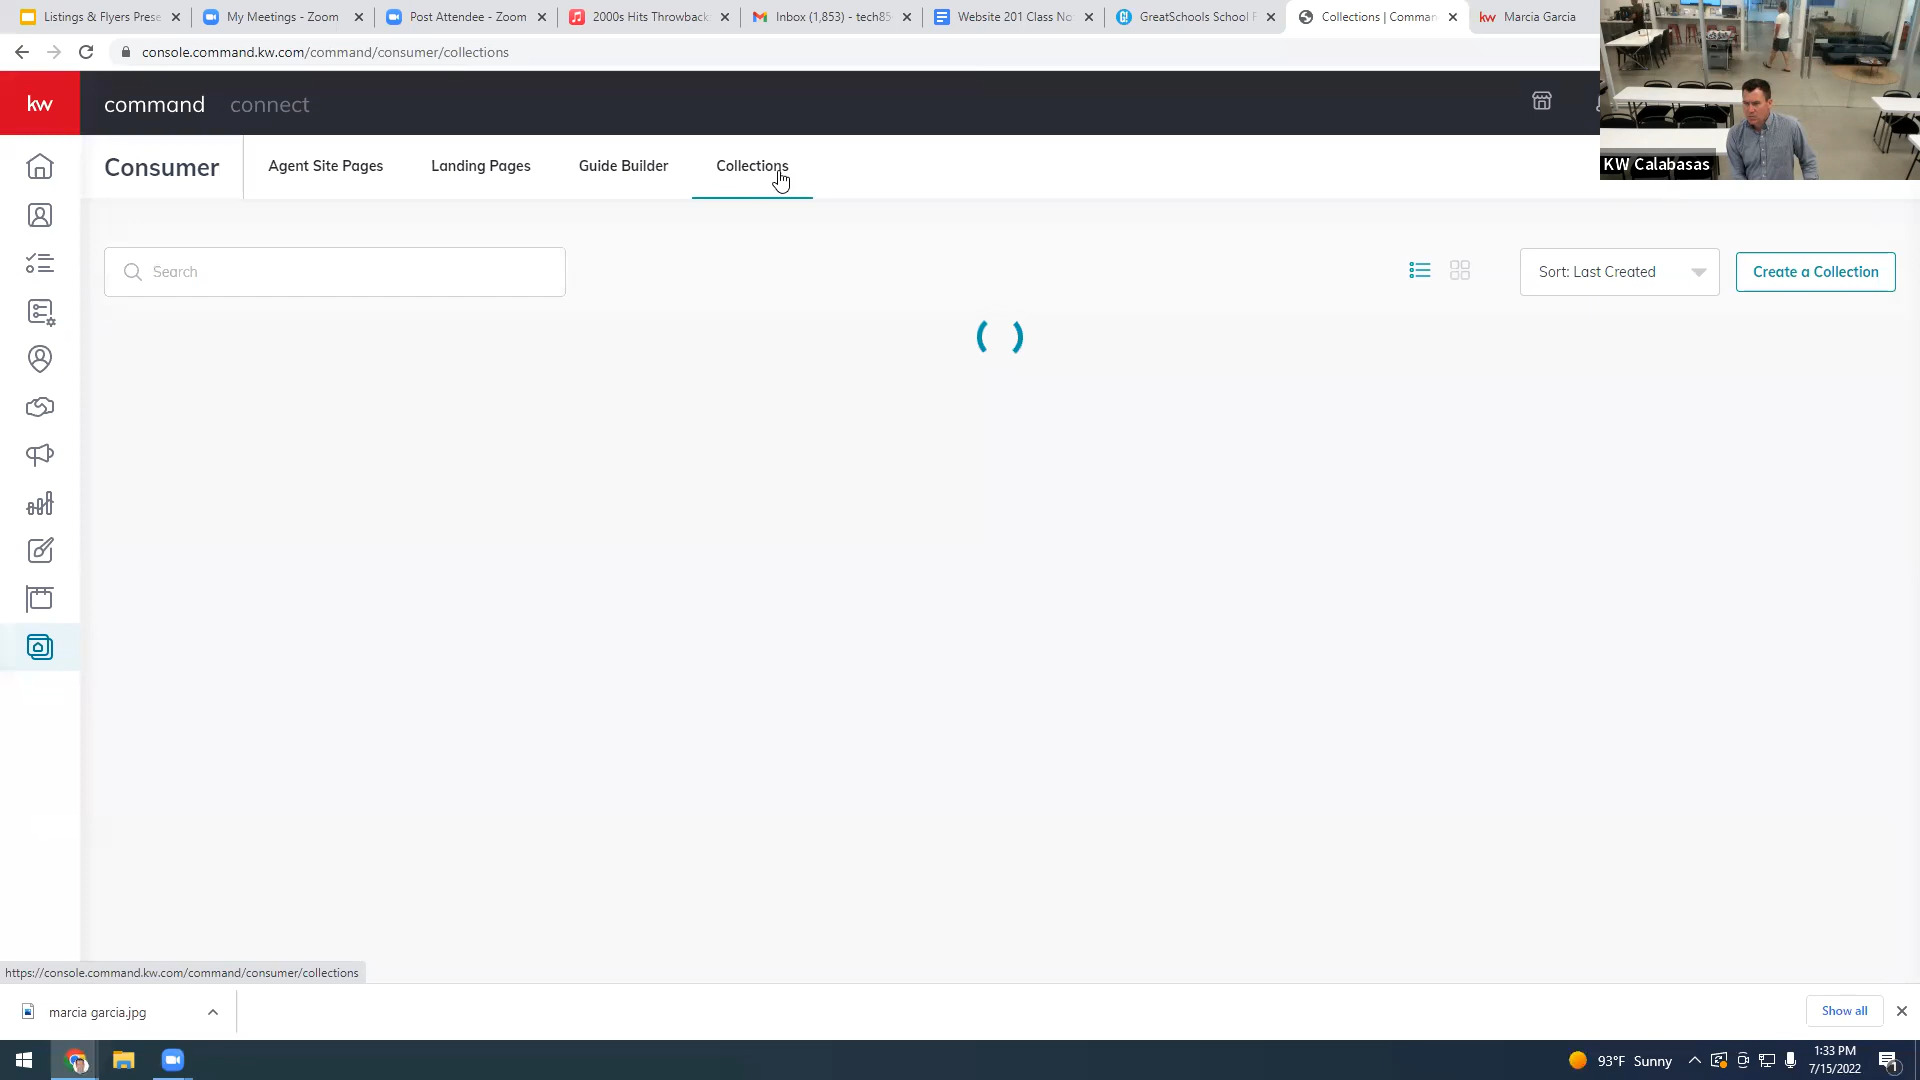 Listings & Flyers Prese
My Meetings - Zoom
Post Attendee - Zoom
2000s Hits Throwback
Inbox (1,853) - tech85
Website 201 Class No
GreatSchools School
Collections | Comman
kw Marcia Garcia
console.command.kw.com/command/consumer/collections
kw
command connect
KW Calabasas
Consumer
Agent Site Pages
Landing Pages
Guide Builder
Collections
Search
Sort: Last Created
Create a Collection
https://console.command.kw.com/command/consumer/collections
marcia garcia.jpg
Show all
93°F Sunny
1:33 PM
7/15/2022
1